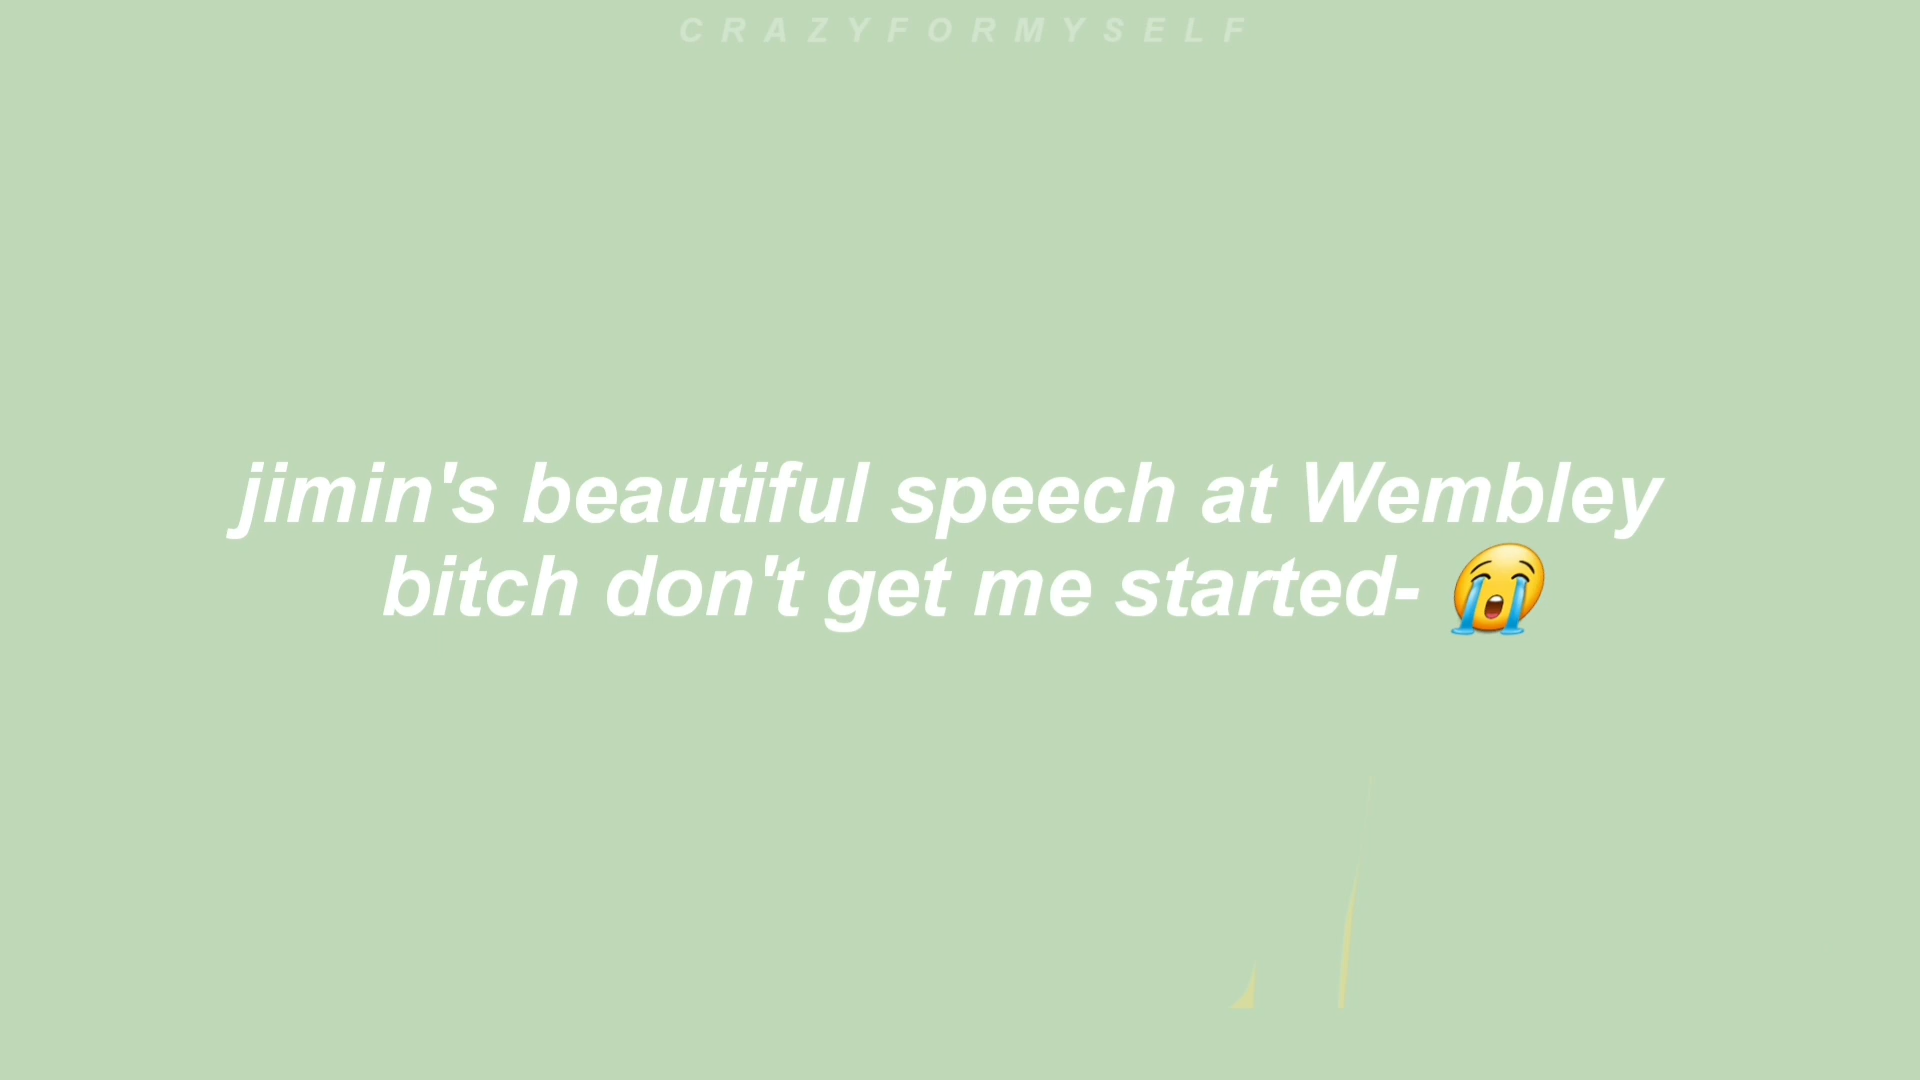 CRAZYFORMYSELF
jimin's beautiful speech at Wembley
bitch don't get me started- 😭